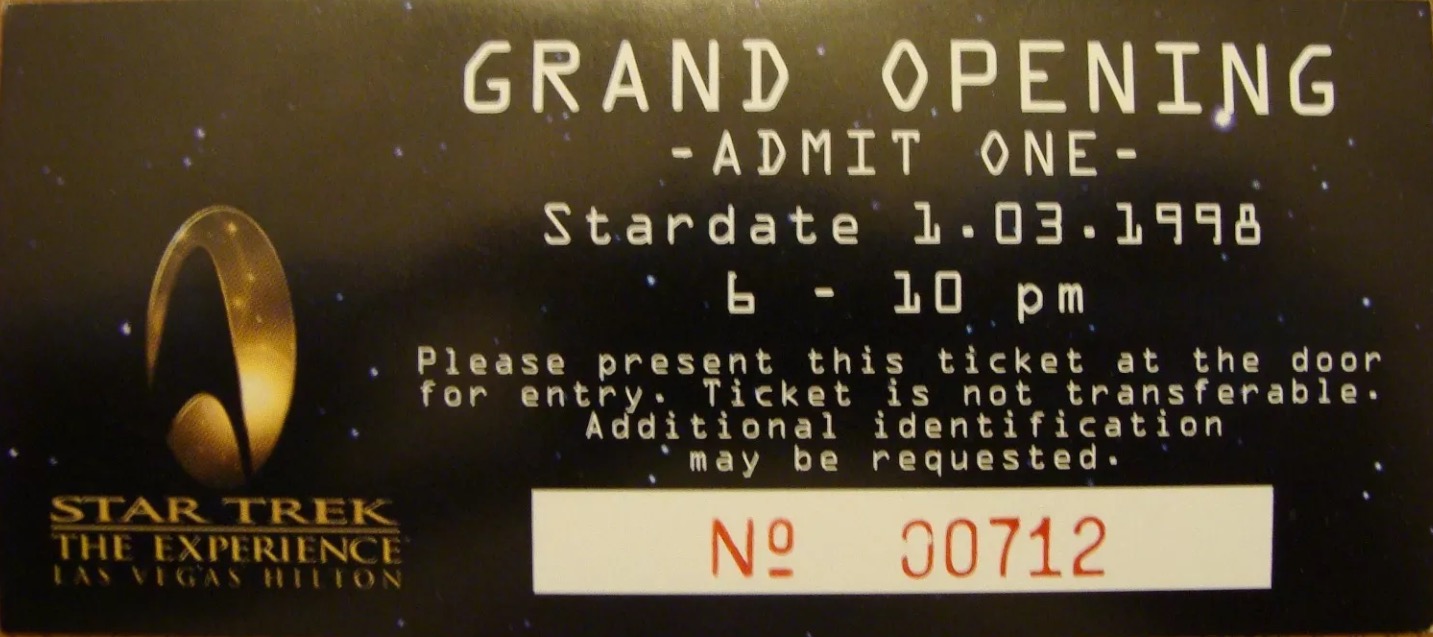 GRAND OPENING
-ADMIT ONE-
Stardate 1.03.1998
6 - 10 pm
Please present this ticket at the door
for entry. Ticket is not transferable.
Additional identification
may be requested.
Nº 00712
STAR TREK
THE EXPERIENCE
LAS VEGAS HILTON